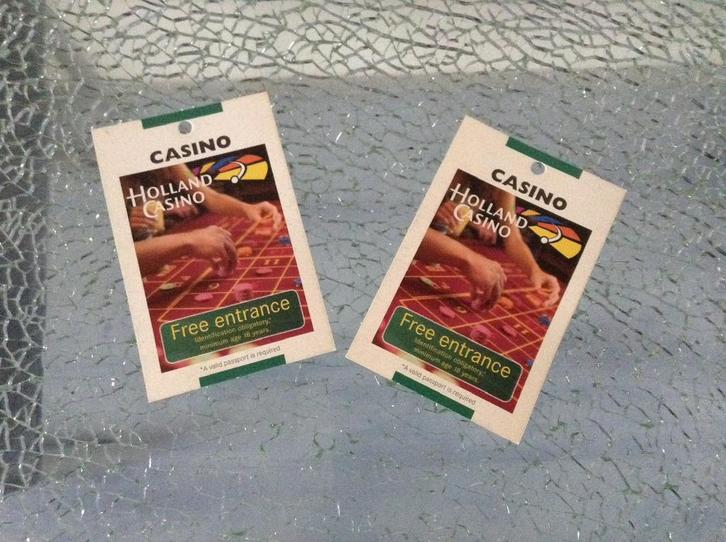 CASINO
HOLLAND
CASINO
Free entrance
Identification obligatory,*
minimum age 18 years.
*A valid passport is required
CASINO
HOLLAND
CASINO
Free entrance
Identification obligatory,*
minimum age 18 years.
*A valid passport is required